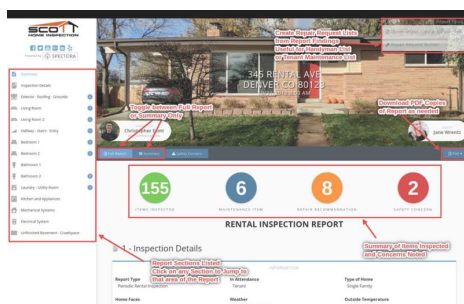 SCOTT
HOME INSPECTION
Powered by SPECTORA
Create Repair Request Lists
from Report Findings
Useful for Handyman List
or Tenant Maintenance List
345 RENTAL AVE
DENVER CO 80123
Toggle between Full Report
or Summary Only
Download PDF Copies
of Report as needed
Christopher Scott
Jane Wrents
Full Report
Summary
Safety Concern
Summary
Inspection Details
Exterior - Roofing - Grounds
Living Room
Living Room 2
Hallway - Stairs - Entry
Bedroom 1
Bedroom 2
Bathroom 1
Bathroom 2
Laundry - Utility Room
Kitchen and Appliances
Mechanical Systems
Electrical System
Unfinished Basement - Crawlspace
155
ITEMS INSPECTED
6
MAINTENANCE ITEM
8
REPAIR RECOMMENDATION
2
SAFETY CONCERN
RENTAL INSPECTION REPORT
Summary of Items Inspected
and Concerns Noted
Report Sections Listed
Click on any Section to Jump to
that area of the Report
1 - Inspection Details
INFORMATION
Report Type
Periodic Rental Inspection
In Attendance
Tenant
Type of Home
Single Family
Home Faces
Weather
Outside Temperature